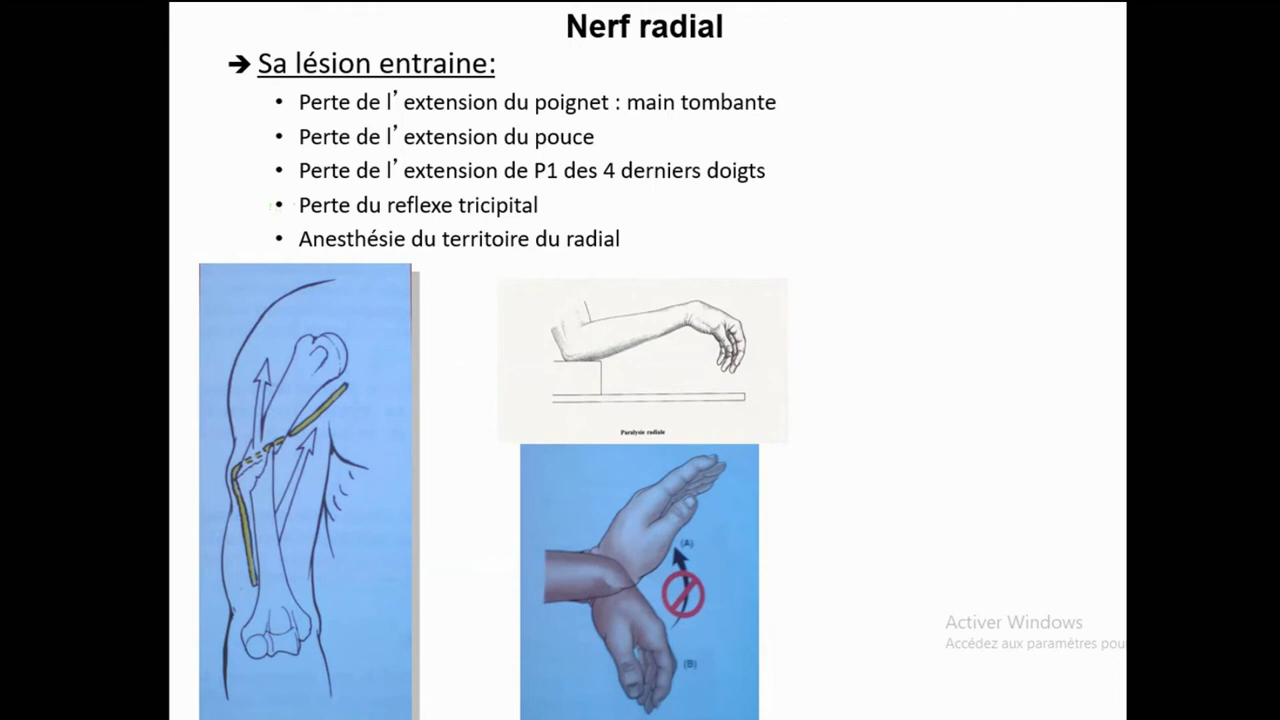 Nerf radial
➔ Sa lésion entraine:
• Perte de l’extension du poignet : main tombante
• Perte de l’extension du pouce
• Perte de l’extension de P1 des 4 derniers doigts
• Perte du reflexe tricipital
• Anesthésie du territoire du radial
Paralysie radiale
(A)
(B)
Activer Windows
Accédez aux paramètres pou